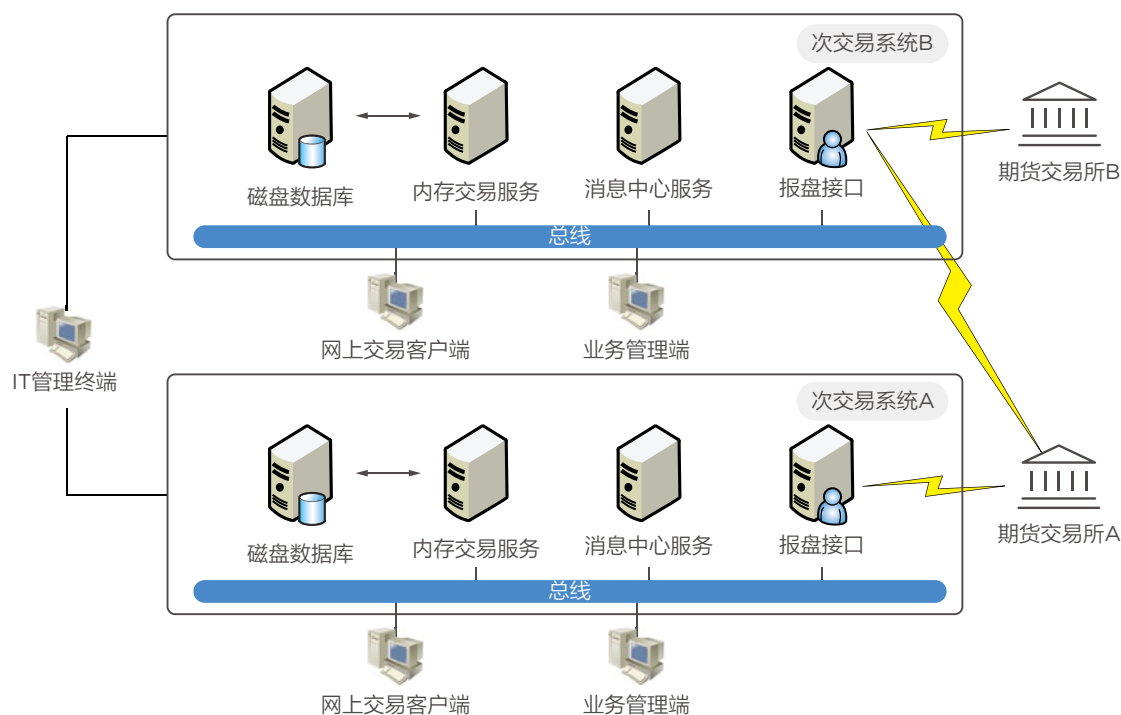 次交易系统B
磁盘数据库
内存交易服务
消息中心服务
报盘接口
期货交易所B
总线
网上交易客户端
业务管理端
IT管理终端
次交易系统A
磁盘数据库
内存交易服务
消息中心服务
报盘接口
期货交易所A
总线
网上交易客户端
业务管理端